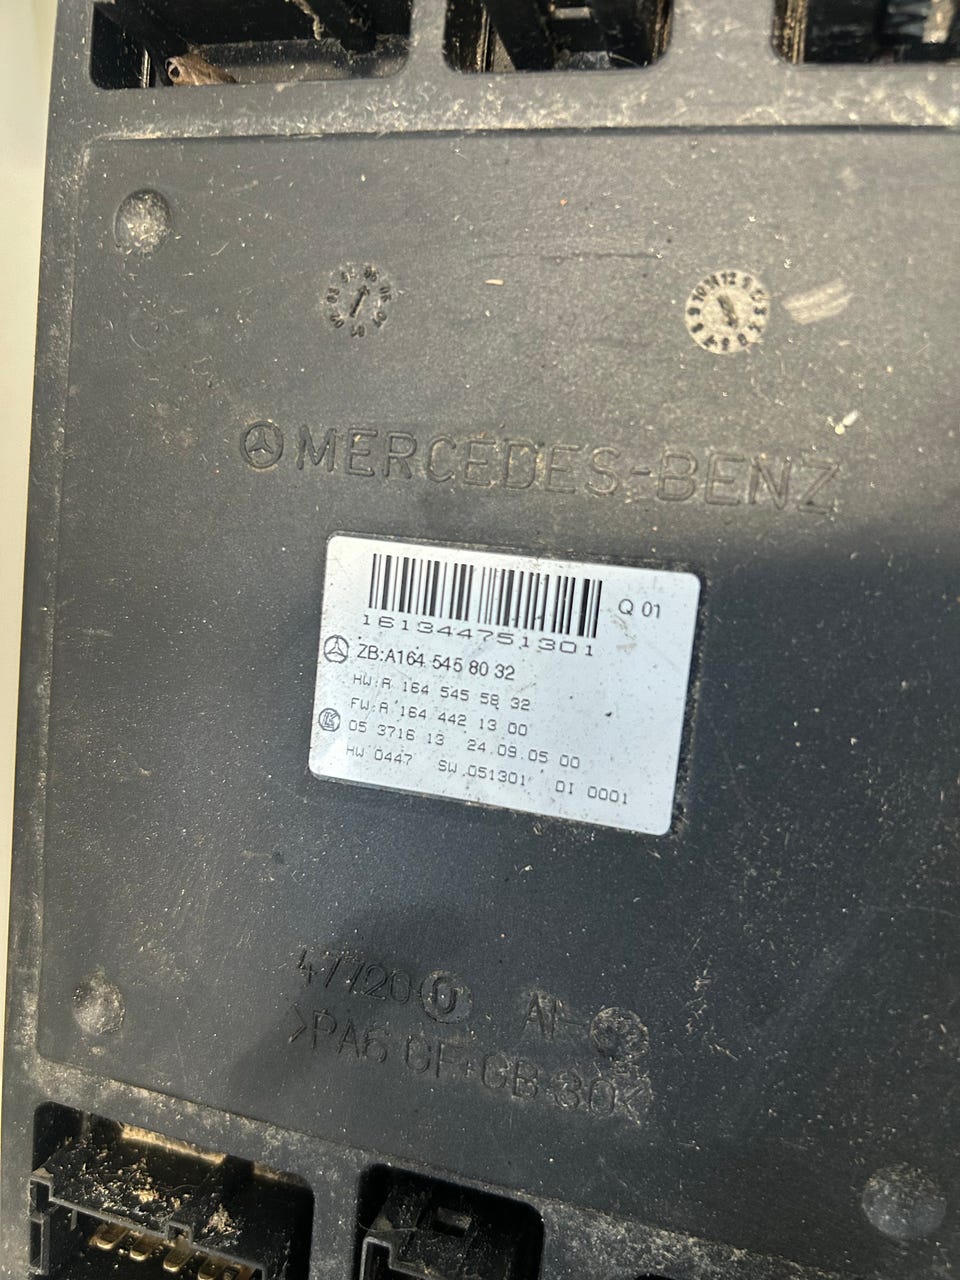 MERCEDES-BENZ
Q 01
161344751301
ZB:A164 545 80 32
HW:A 164 545 58 32
FW:A 164 442 13 00
05 3716 13 24.09.05 00
HW 0447 SW 051301 DI 0001
47720
>PA6 GF+GB 30<